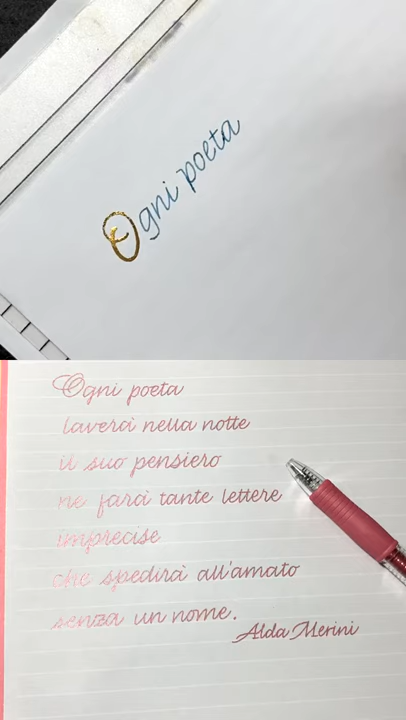 Ogni poeta
Ogni poeta
laverà nella notte
il suo pensiero
ne farà tante lettere
imprecise
che spedirà all'amato
senza un nome.
Alda Merini